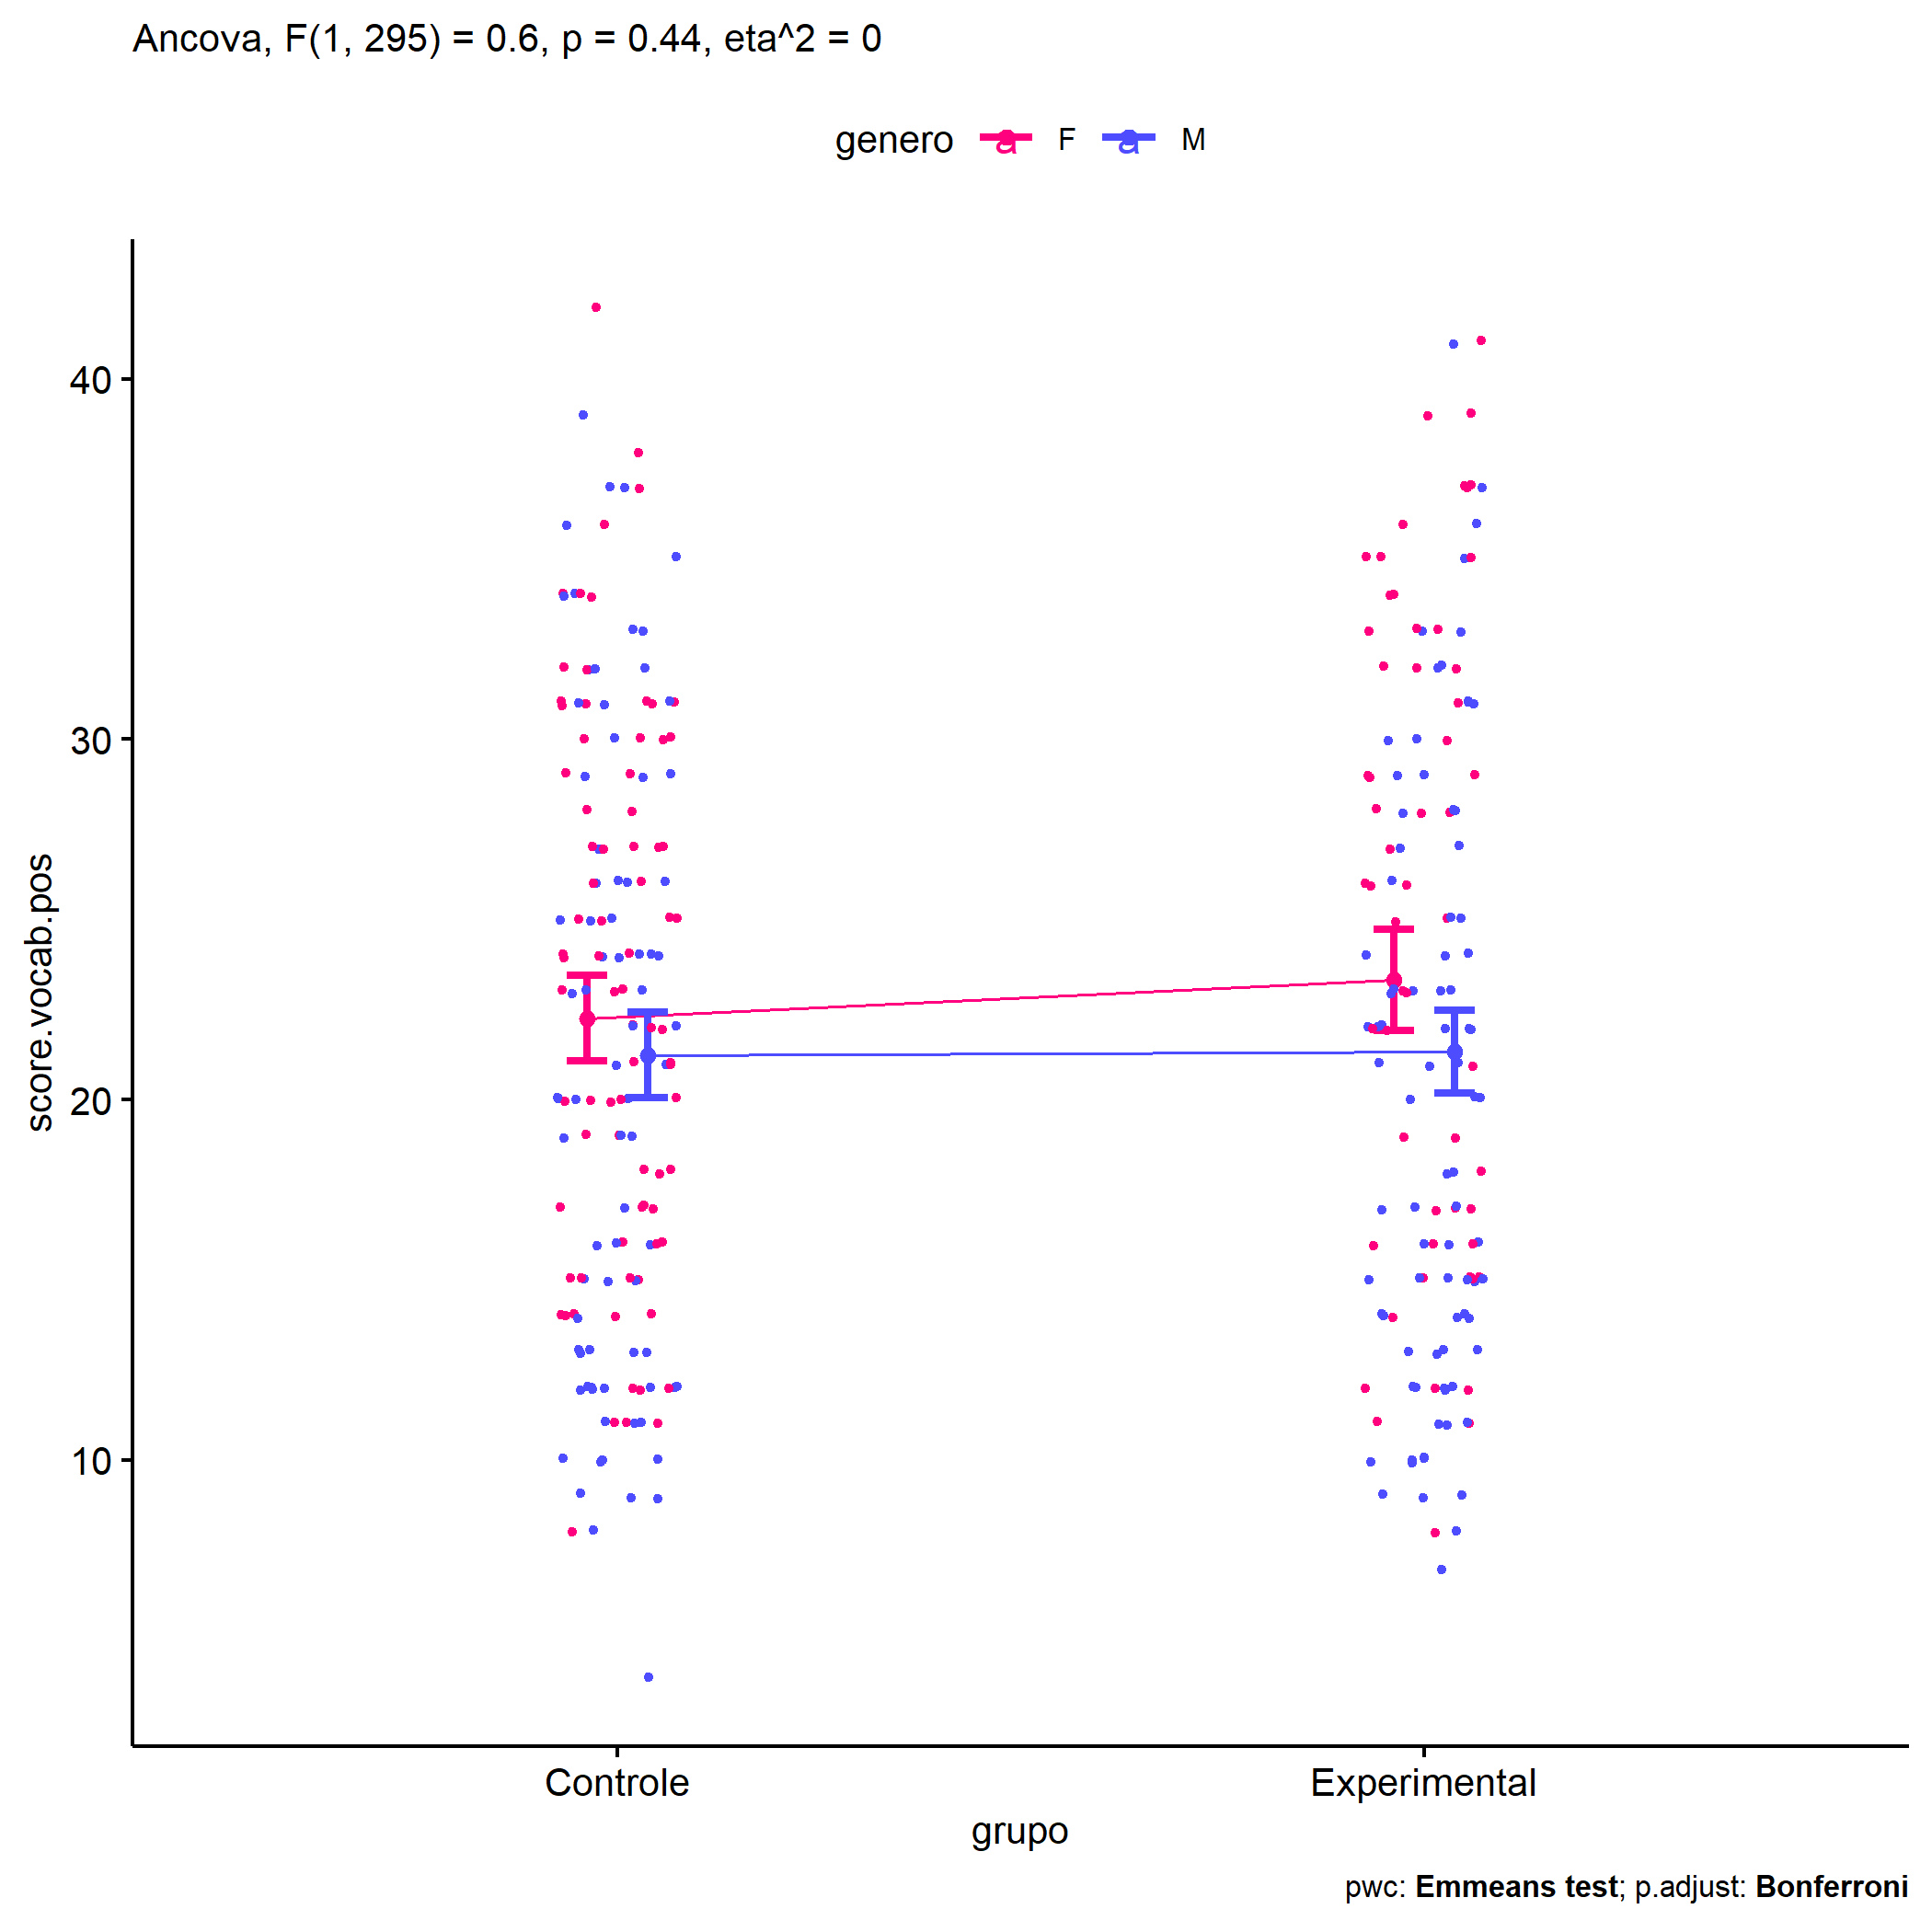 Ancova, F(1, 295) = 0.6, p = 0.44, eta^2 = 0
genero a F a M
40
30
20
10
score.vocab.pos
Controle Experimental
grupo
pwc: Emmeans test; p.adjust: Bonferroni